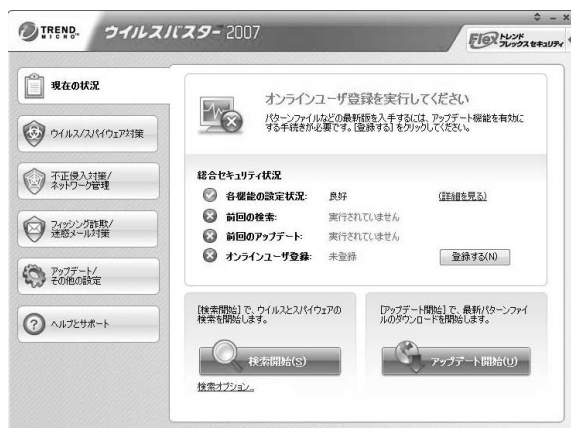 TREND MICRO ウイルスバスター 2007
Flex トレンド フレックス セキュリティ
現在の状況
ウイルス/スパイウェア対策
不正侵入対策/
ネットワーク管理
フィッシング詐欺/
迷惑メール対策
アップデート/
その他の設定
ヘルプとサポート
オンラインユーザ登録を実行してください
パターンファイルなどの最新版を入手するには、アップデート機能を有効に
する手続きが必要です。[登録する] をクリックしてください。
総合セキュリティ状況
各機能の設定状況: 良好 (詳細を見る)
前回の検索: 実行されていません
前回のアップデート: 実行されていません
オンラインユーザ登録: 未登録 登録する(N)
[検索開始] で、ウイルスとスパイウェアの
検索を開始します。
検索開始(S)
検索オプション...
[アップデート開始] で、最新パターンファイ
ルのダウンロードを開始します。
アップデート開始(U)